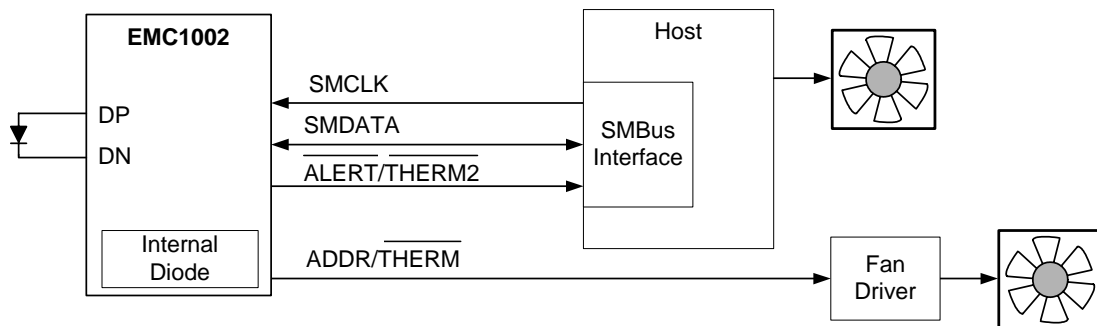 EMC1002
Host
SMCLK
DP
SMDATA
SMBus
Interface
DN
ALERT/THERM2
Internal
Diode
ADDR/THERM
Fan
Driver